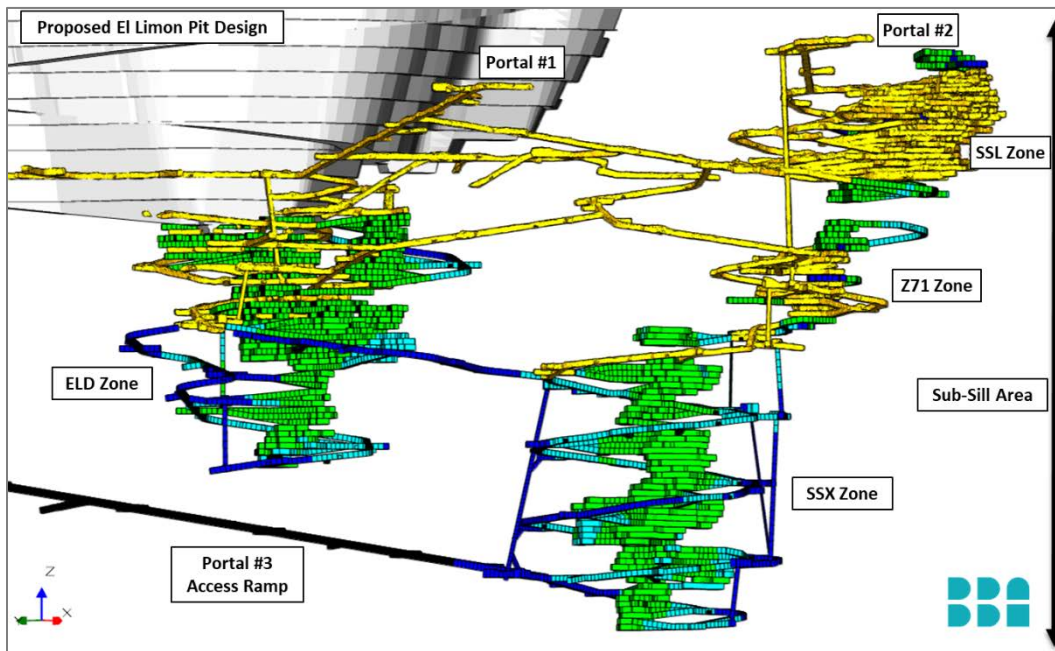 Proposed El Limon Pit Design
Portal #1
Portal #2
SSL Zone
Z71 Zone
ELD Zone
Sub-Sill Area
SSX Zone
Portal #3
Access Ramp
Z
X
BBA